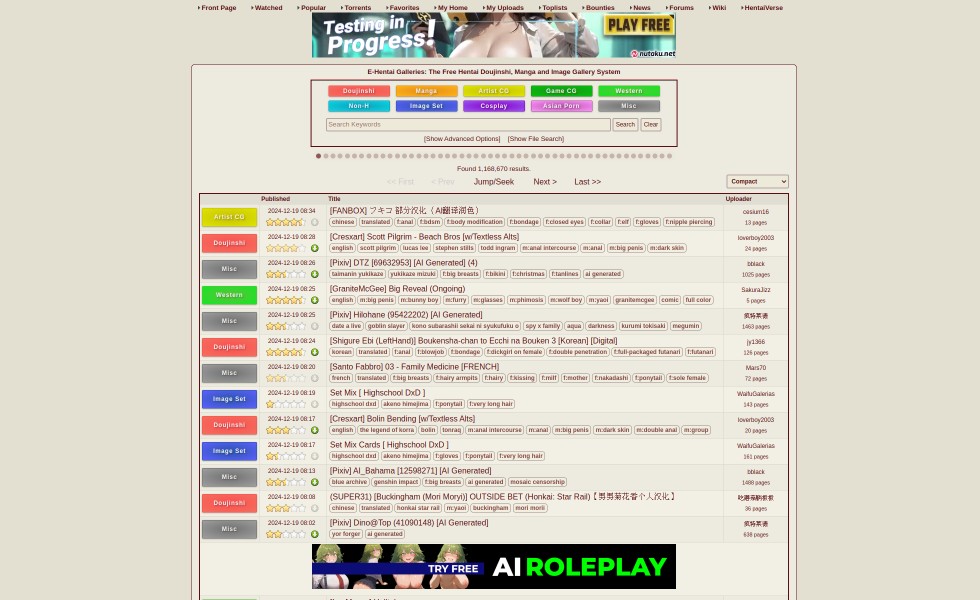 Front Page Watched Popular Torrents Favorites My Home My Uploads Toplists Bounties News Forums Wiki HentaiVerse
Testing in
Progress!
PLAY FREE
nutaku.net
E-Hentai Galleries: The Free Hentai Doujinshi, Manga and Image Gallery System
Doujinshi Manga Artist CG Game CG Western
Non-H Image Set Cosplay Asian Porn Misc
Search Keywords Search Clear
[Show Advanced Options] [Show File Search]
Found 1,168,670 results.
<< First < Prev Jump/Seek Next > Last >> Compact
Published Title Uploader
Artist CG 2024-12-19 08:34 [FANBOX] フキコ 部分汉化（AI翻译润色） cesium16
chinese translated f:anal f:bdsm f:body modification f:bondage f:closed eyes f:collar f:elf f:gloves f:nipple piercing 13 pages
Doujinshi 2024-12-19 08:28 [Cresxart] Scott Pilgrim - Beach Bros [w/Textless Alts] loverboy2003
english scott pilgrim lucas lee stephen stills todd ingram m:anal intercourse m:anal m:big penis m:dark skin 24 pages
Misc 2024-12-19 08:26 [Pixiv] DTZ [69632953] [AI Generated] (4) bblack
taimanin yukikaze yukikaze mizuki f:big breasts f:bikini f:christmas f:tanlines ai generated 1025 pages
Western 2024-12-19 08:25 [GraniteMcGee] Big Reveal (Ongoing) SakuraJizz
english m:big penis m:bunny boy m:furry m:glasses m:phimosis m:wolf boy m:yaoi granitemcgee comic full color 5 pages
Misc 2024-12-19 08:25 [Pixiv] Hilohane (95422202) [AI Generated]
date a live goblin slayer kono subarashii sekai ni syukufuku o spy x family aqua darkness kurumi tokisaki megumin 1463 pages
Doujinshi 2024-12-19 08:24 [Shigure Ebi (LeftHand)] Boukensha-chan to Ecchi na Bouken 3 [Korean] [Digital] jy1366
korean translated f:anal f:blowjob f:bondage f:dickgirl on female f:double penetration f:full-packaged futanari f:futanari 126 pages
Misc 2024-12-19 08:20 [Santo Fabbro] 03 - Family Medicine [FRENCH] Mars70
french translated f:big breasts f:hairy armpits f:hairy f:kissing f:milf f:mother f:nakadashi f:ponytail f:sole female 72 pages
Image Set 2024-12-19 08:19 Set Mix [ Highschool DxD ] WaifuGalerias
highschool dxd akeno himejima f:ponytail f:very long hair 143 pages
Doujinshi 2024-12-19 08:17 [Cresxart] Bolin Bending [w/Textless Alts] loverboy2003
english the legend of korra bolin tonraq m:anal intercourse m:anal m:big penis m:dark skin m:double anal m:group 20 pages
Image Set 2024-12-19 08:17 Set Mix Cards [ Highschool DxD ] WaifuGalerias
highschool dxd akeno himejima f:gloves f:ponytail f:very long hair 161 pages
Misc 2024-12-19 08:13 [Pixiv] AI_Bahama [12598271] [AI Generated] bblack
blue archive genshin impact f:big breasts ai generated mosaic censorship 1488 pages
Doujinshi 2024-12-19 08:08 (SUPER31) [Buckingham (Mori Moryi)] OUTSIDE BET (Honkai: Star Rail)【男男菊花香个人汉化】
chinese translated honkai star rail m:yaoi buckingham mori morli 36 pages
Misc 2024-12-19 08:02 [Pixiv] Dino@Top (41090148) [AI Generated]
yor forger ai generated 638 pages
TRY FREE AI ROLEPLAY